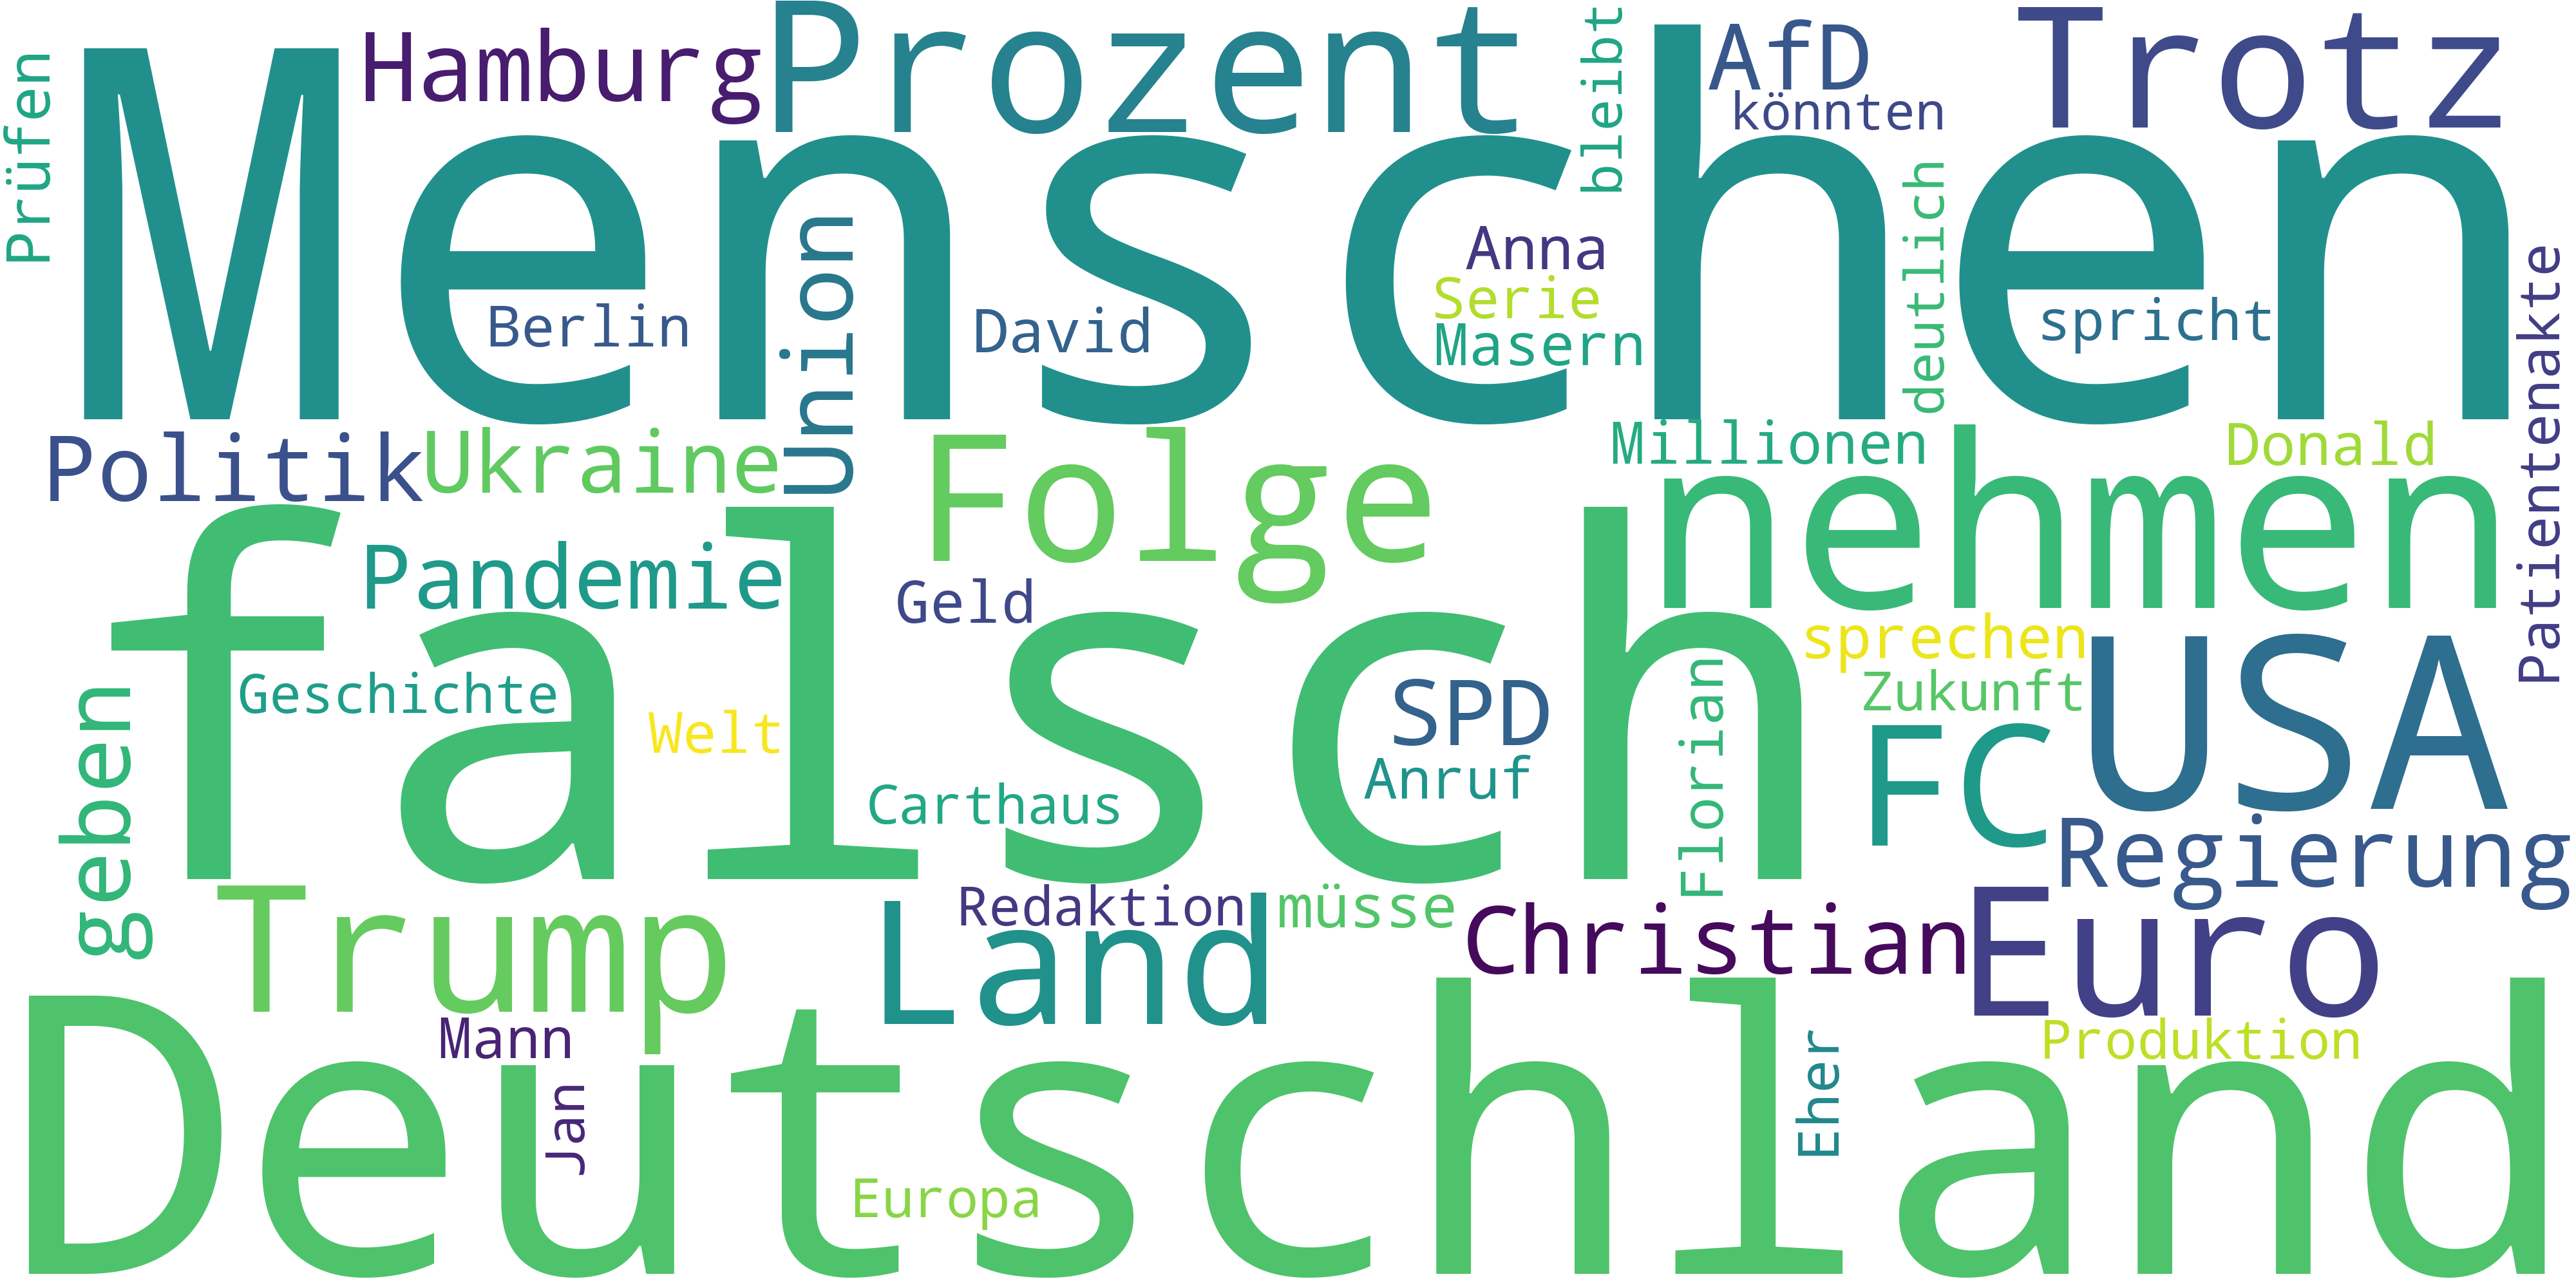 Prüfen
Hamburg
Prozent
bleibt
AfD
könnten
Trotz
Menschen
Union
Berlin
David
Anna
Serie
Masern
deutlich
spricht
Patientenakte
Politik
Ukraine
Folge
Millionen
Donald
nehmen
Pandemie
Geld
falsch
geben
Geschichte
Welt
Carthaus
SPD
Anruf
Florian
sprechen
Zukunft
FC
USA
Regierung
Trump
Redaktion
müsse
Land
Christian
Euro
Mann
Jan
Deutschland
Europa
Eher
Produktion